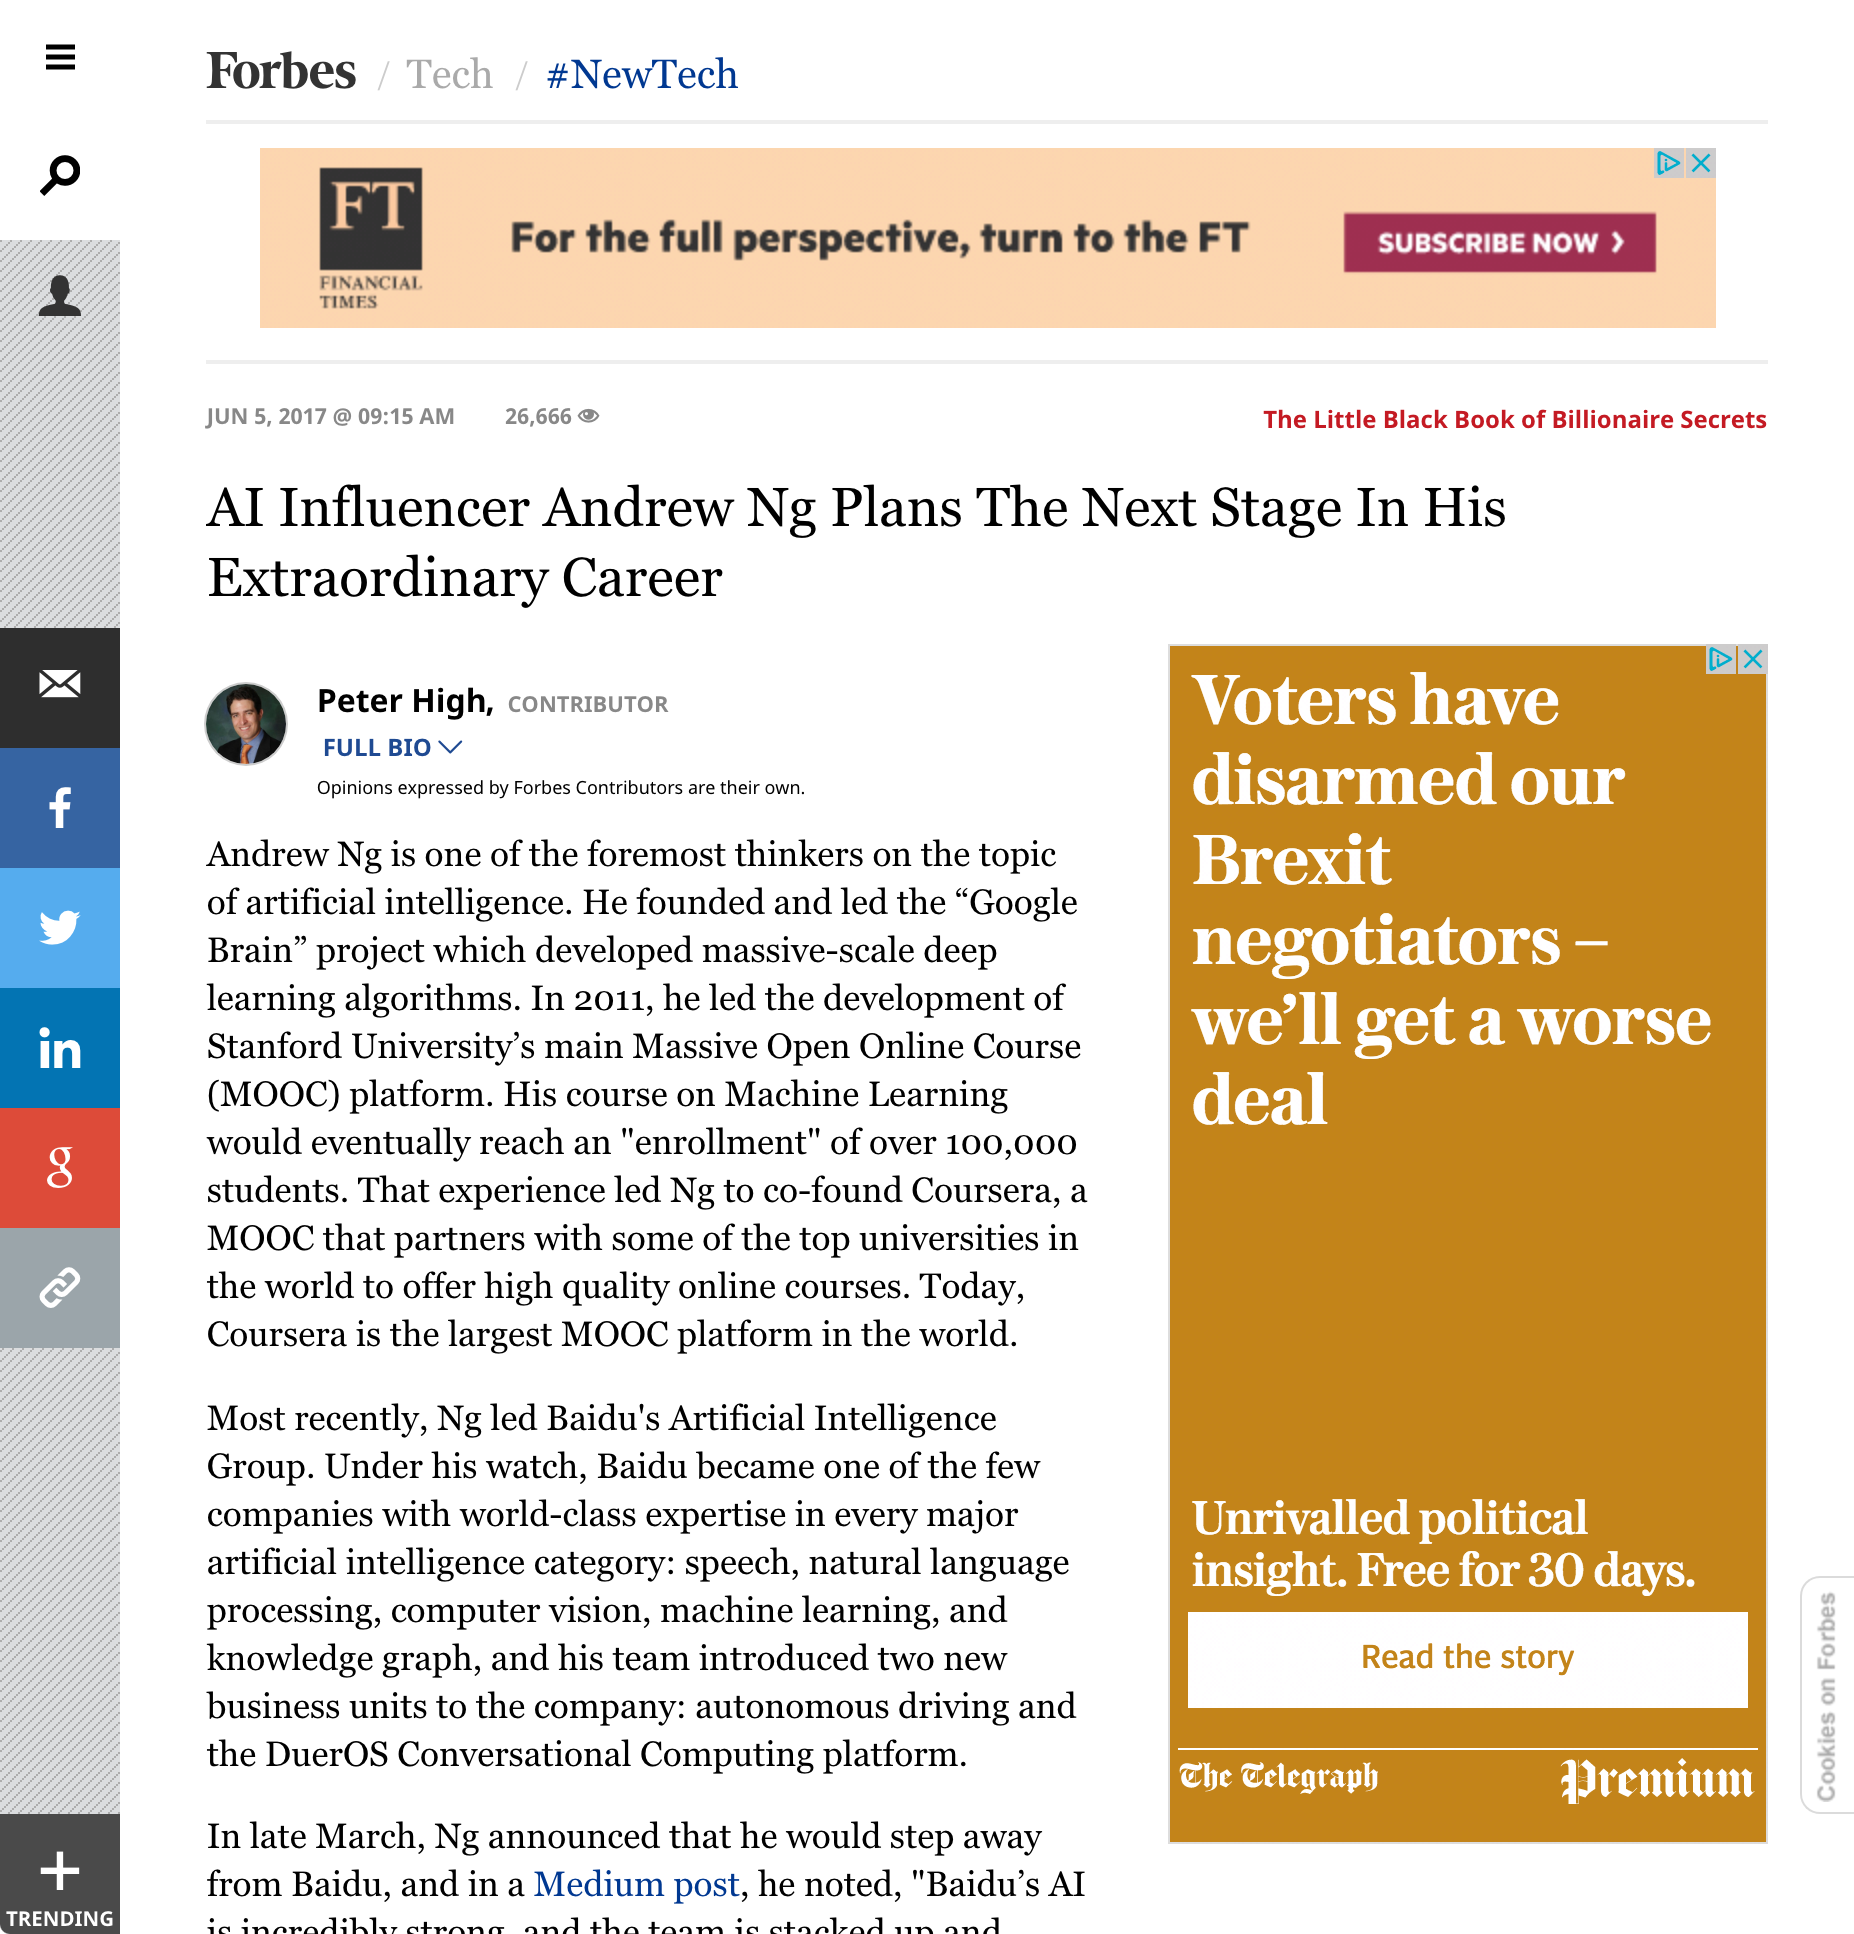 Forbes / Tech / #NewTech
FT
FINANCIAL
TIMES
For the full perspective, turn to the FT
SUBSCRIBE NOW ❯
JUN 5, 2017 @ 09:15 AM 26,666
The Little Black Book of Billionaire Secrets
AI Influencer Andrew Ng Plans The Next Stage In His
Extraordinary Career
Peter High, CONTRIBUTOR
FULL BIO
Opinions expressed by Forbes Contributors are their own.
Andrew Ng is one of the foremost thinkers on the topic
of artificial intelligence. He founded and led the “Google
Brain” project which developed massive-scale deep
learning algorithms. In 2011, he led the development of
Stanford University’s main Massive Open Online Course
(MOOC) platform. His course on Machine Learning
would eventually reach an "enrollment" of over 100,000
students. That experience led Ng to co-found Coursera, a
MOOC that partners with some of the top universities in
the world to offer high quality online courses. Today,
Coursera is the largest MOOC platform in the world.
Most recently, Ng led Baidu's Artificial Intelligence
Group. Under his watch, Baidu became one of the few
companies with world-class expertise in every major
artificial intelligence category: speech, natural language
processing, computer vision, machine learning, and
knowledge graph, and his team introduced two new
business units to the company: autonomous driving and
the DuerOS Conversational Computing platform.
In late March, Ng announced that he would step away
from Baidu, and in a Medium post, he noted, "Baidu’s AI
is incredibly strong, and the team is stacked up and
Voters have
disarmed our
Brexit
negotiators –
we’ll get a worse
deal
Unrivalled political
insight. Free for 30 days.
Read the story
The Telegraph
Premium
Cookies on Forbes
f
in
g
TRENDING